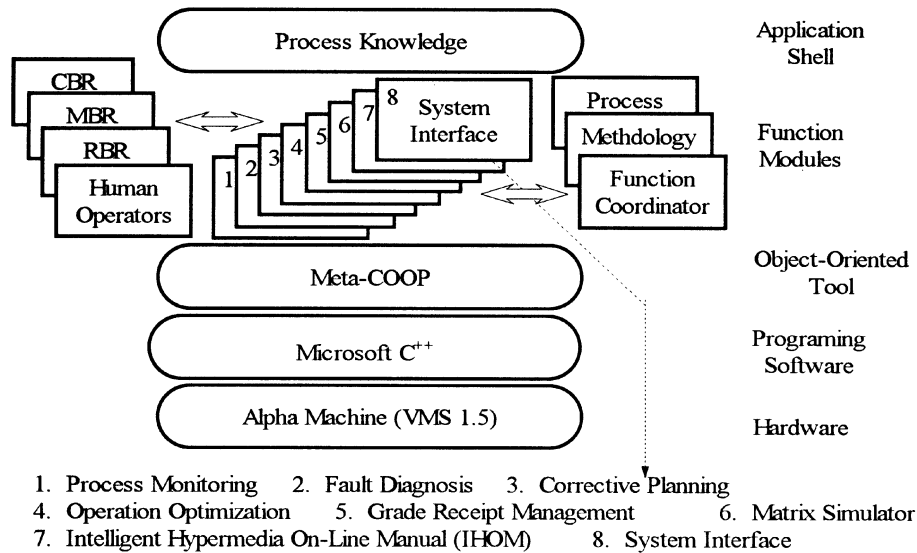 Process Knowledge
Application
Shell
CBR
MBR
RBR
Human
Operators
1
2
3
4
5
6
7
8
System
Interface
Process
Methdology
Function
Coordinator
Function
Modules
Meta-COOP
Object-Oriented
Tool
Microsoft C++
Programing
Software
Alpha Machine (VMS 1.5)
Hardware
1. Process Monitoring 2. Fault Diagnosis 3. Corrective Planning
4. Operation Optimization 5. Grade Receipt Management 6. Matrix Simulator
7. Intelligent Hypermedia On-Line Manual (IHOM) 8. System Interface